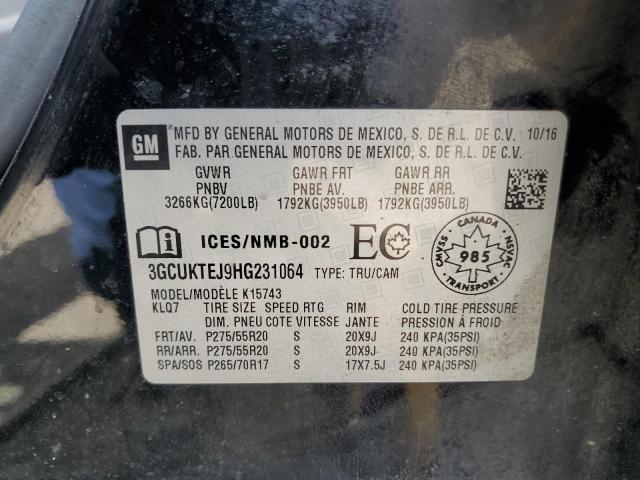 GM
MFD BY GENERAL MOTORS DE MEXICO, S. DE R.L. DE C.V. 10/16
FAB. PAR GENERAL MOTORS DE MEXICO, S. DE R.L. DE C.V.
GVWR GAWR FRT GAWR RR
PNBV PNBE AV. PNBE ARR.
3266KG(7200LB) 1792KG(3950LB) 1792KG(3950LB)
i ICES/NMB-002 EC
CANADA CMVSS 985 NSVAC TRANSPORT
3GCUKTEJ9HG231064 TYPE: TRU/CAM
MODEL/MODÈLE K15743
KLQ7 TIRE SIZE SPEED RTG RIM COLD TIRE PRESSURE
DIM. PNEU COTE VITESSE JANTE PRESSION À FROID
FRT/AV. P275/55R20 S 20X9J 240 KPA(35PSI)
RR/ARR. P275/55R20 S 20X9J 240 KPA(35PSI)
SPA/SOS P265/70R17 S 17X7.5J 240 KPA(35PSI)